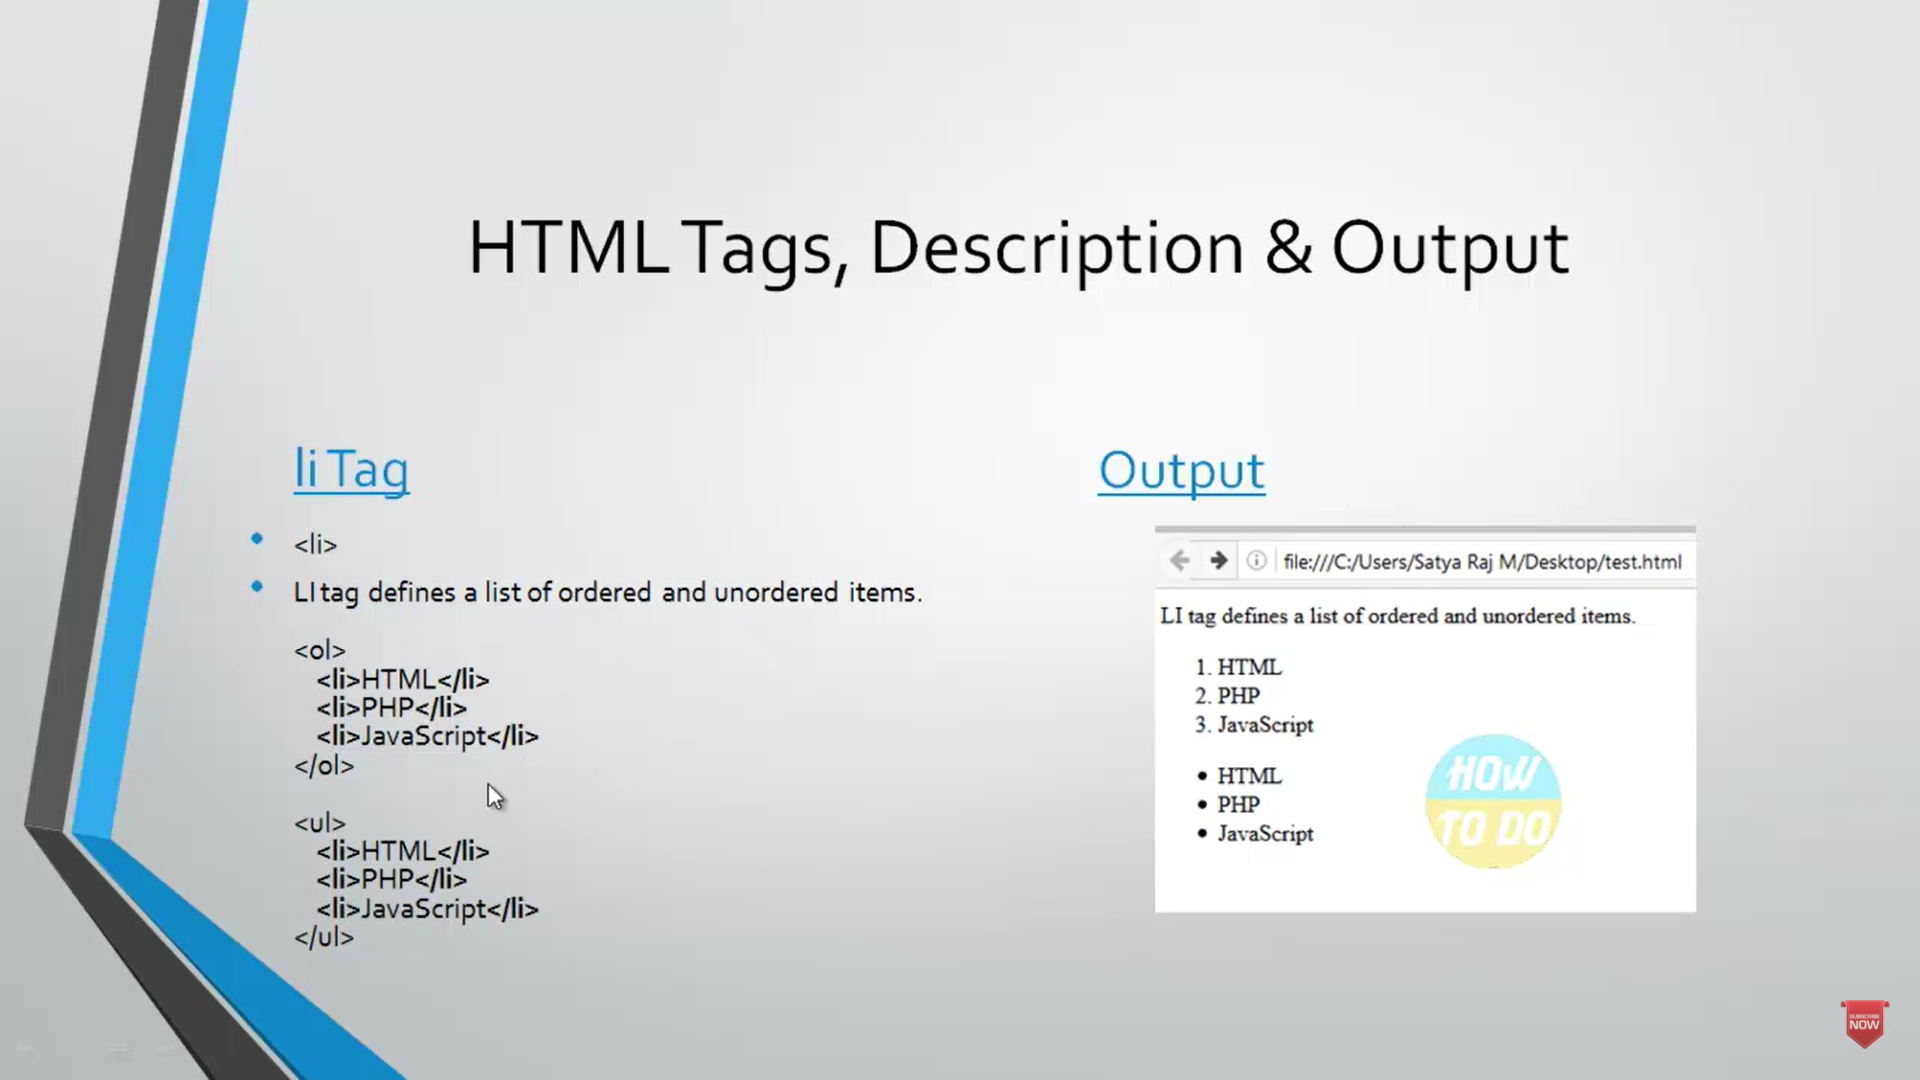 HTML Tags, Description & Output
li Tag
<li>
LI tag defines a list of ordered and unordered items.
<ol>
<li>HTML</li>
<li>PHP</li>
<li>JavaScript</li>
</ol>
<ul>
<li>HTML</li>
<li>PHP</li>
<li>JavaScript</li>
</ul>
Output
file:///C:/Users/Satya Raj M/Desktop/test.html
LI tag defines a list of ordered and unordered items.
1. HTML
2. PHP
3. JavaScript
• HTML
• PHP
• JavaScript
HOW
TO DO
SUBSCRIBE
NOW